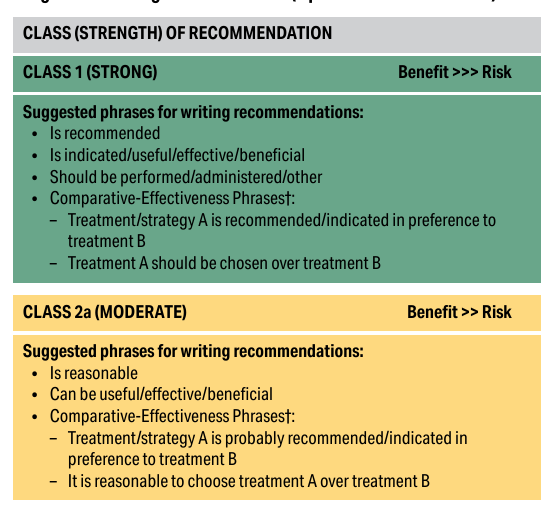 CLASS (STRENGTH) OF RECOMMENDATION
CLASS 1 (STRONG) Benefit >>> Risk
Suggested phrases for writing recommendations:
• Is recommended
• Is indicated/useful/effective/beneficial
• Should be performed/administered/other
• Comparative-Effectiveness Phrases†:
– Treatment/strategy A is recommended/indicated in preference to
treatment B
– Treatment A should be chosen over treatment B
CLASS 2a (MODERATE) Benefit >> Risk
Suggested phrases for writing recommendations:
• Is reasonable
• Can be useful/effective/beneficial
• Comparative-Effectiveness Phrases†:
– Treatment/strategy A is probably recommended/indicated in
preference to treatment B
– It is reasonable to choose treatment A over treatment B